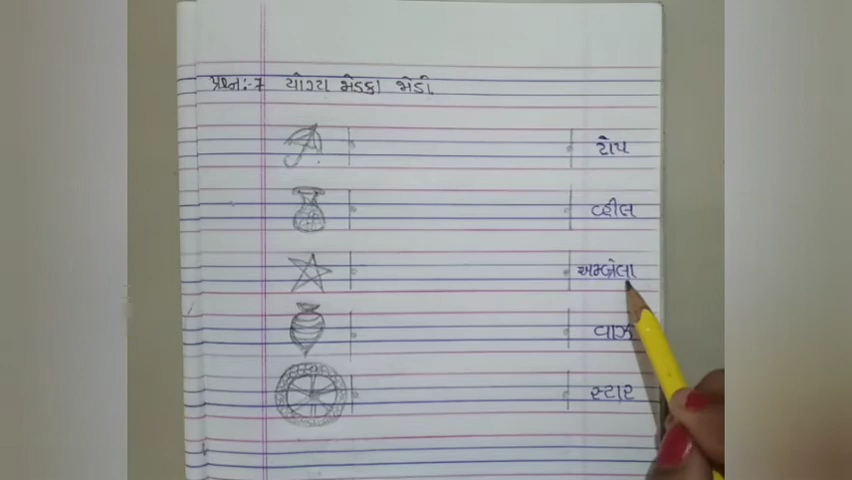 પ્રશ્ન:-7 યોગ્ય જોડકા જોડો
ટોપ
વ્હીલ
અમ્બ્રેલા
વાઝ
સ્ટાર